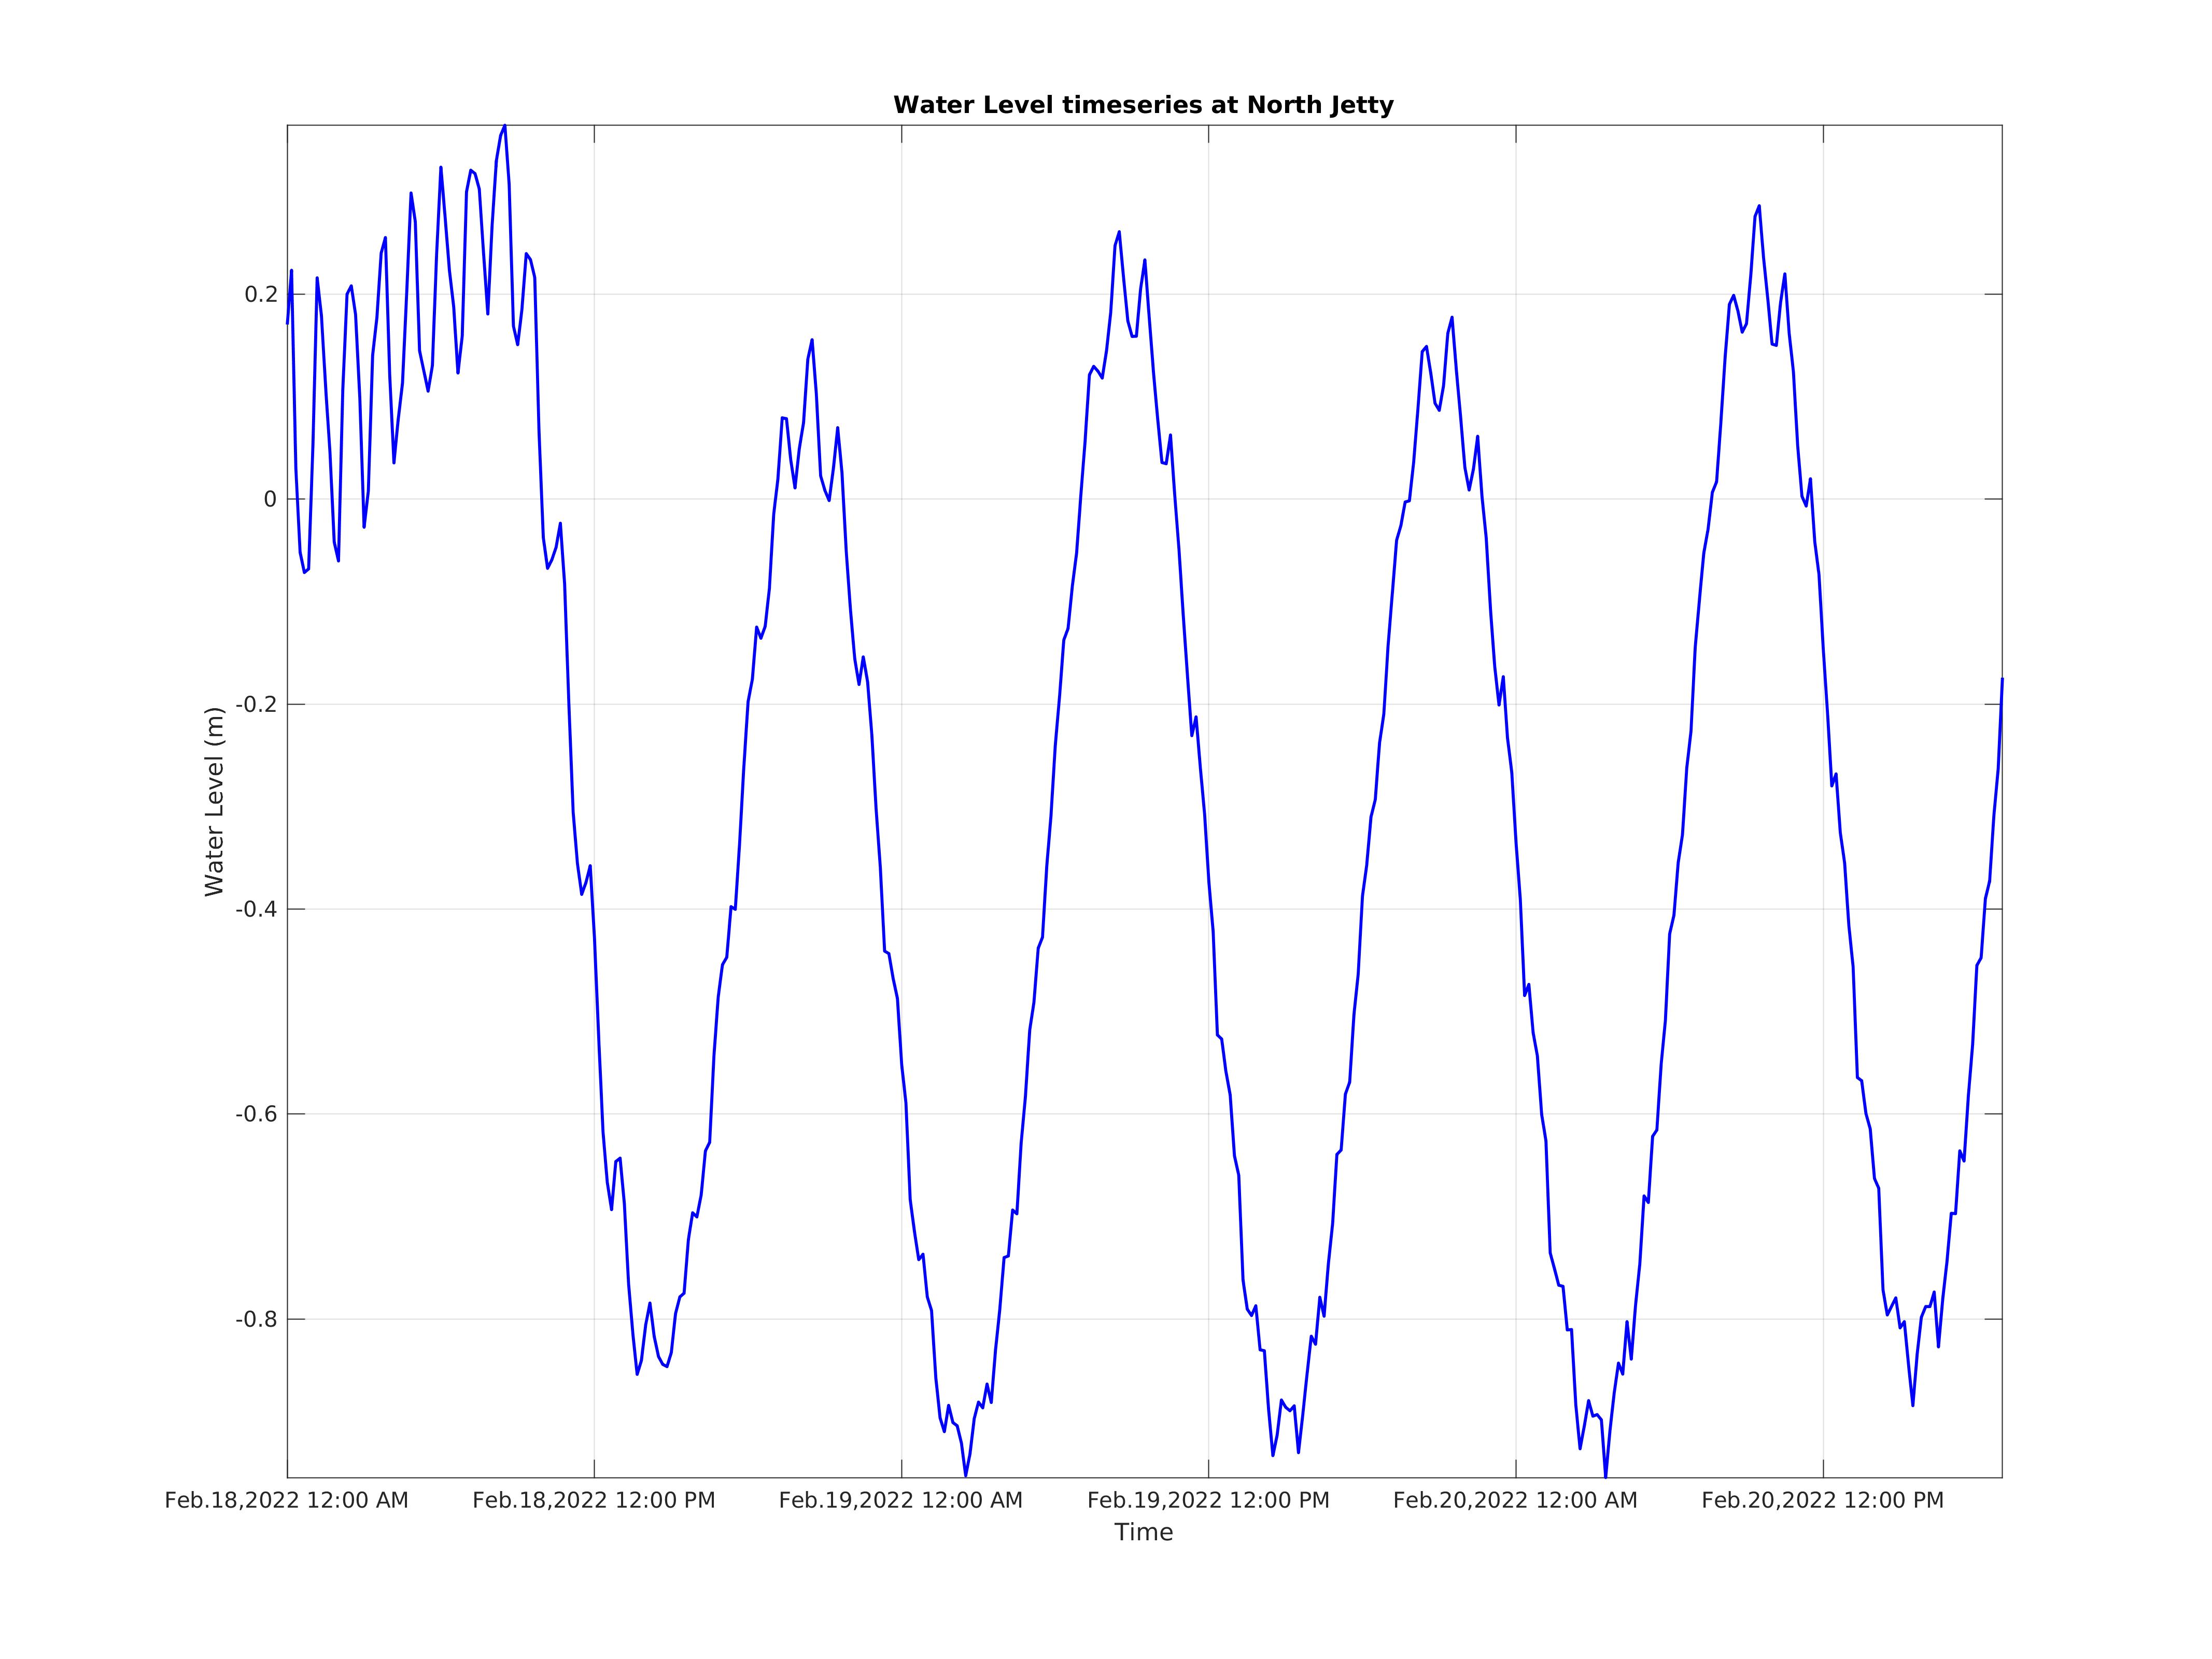 Water Level timeseries at North Jetty
Water Level (m)
0.2
0
-0.2
-0.4
-0.6
-0.8
Feb.18,2022 12:00 AM
Feb.18,2022 12:00 PM
Feb.19,2022 12:00 AM
Feb.19,2022 12:00 PM
Feb.20,2022 12:00 AM
Feb.20,2022 12:00 PM
Time